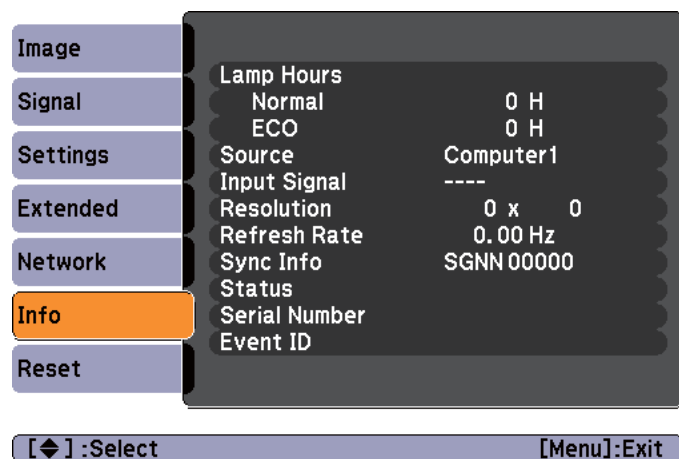 Image
Signal
Settings
Extended
Network
Info
Reset
Lamp Hours
Normal 0 H
ECO 0 H
Source Computer1
Input Signal ----
Resolution 0 x 0
Refresh Rate 0.00 Hz
Sync Info SGNN 00000
Status
Serial Number
Event ID
[◆] :Select [Menu]:Exit